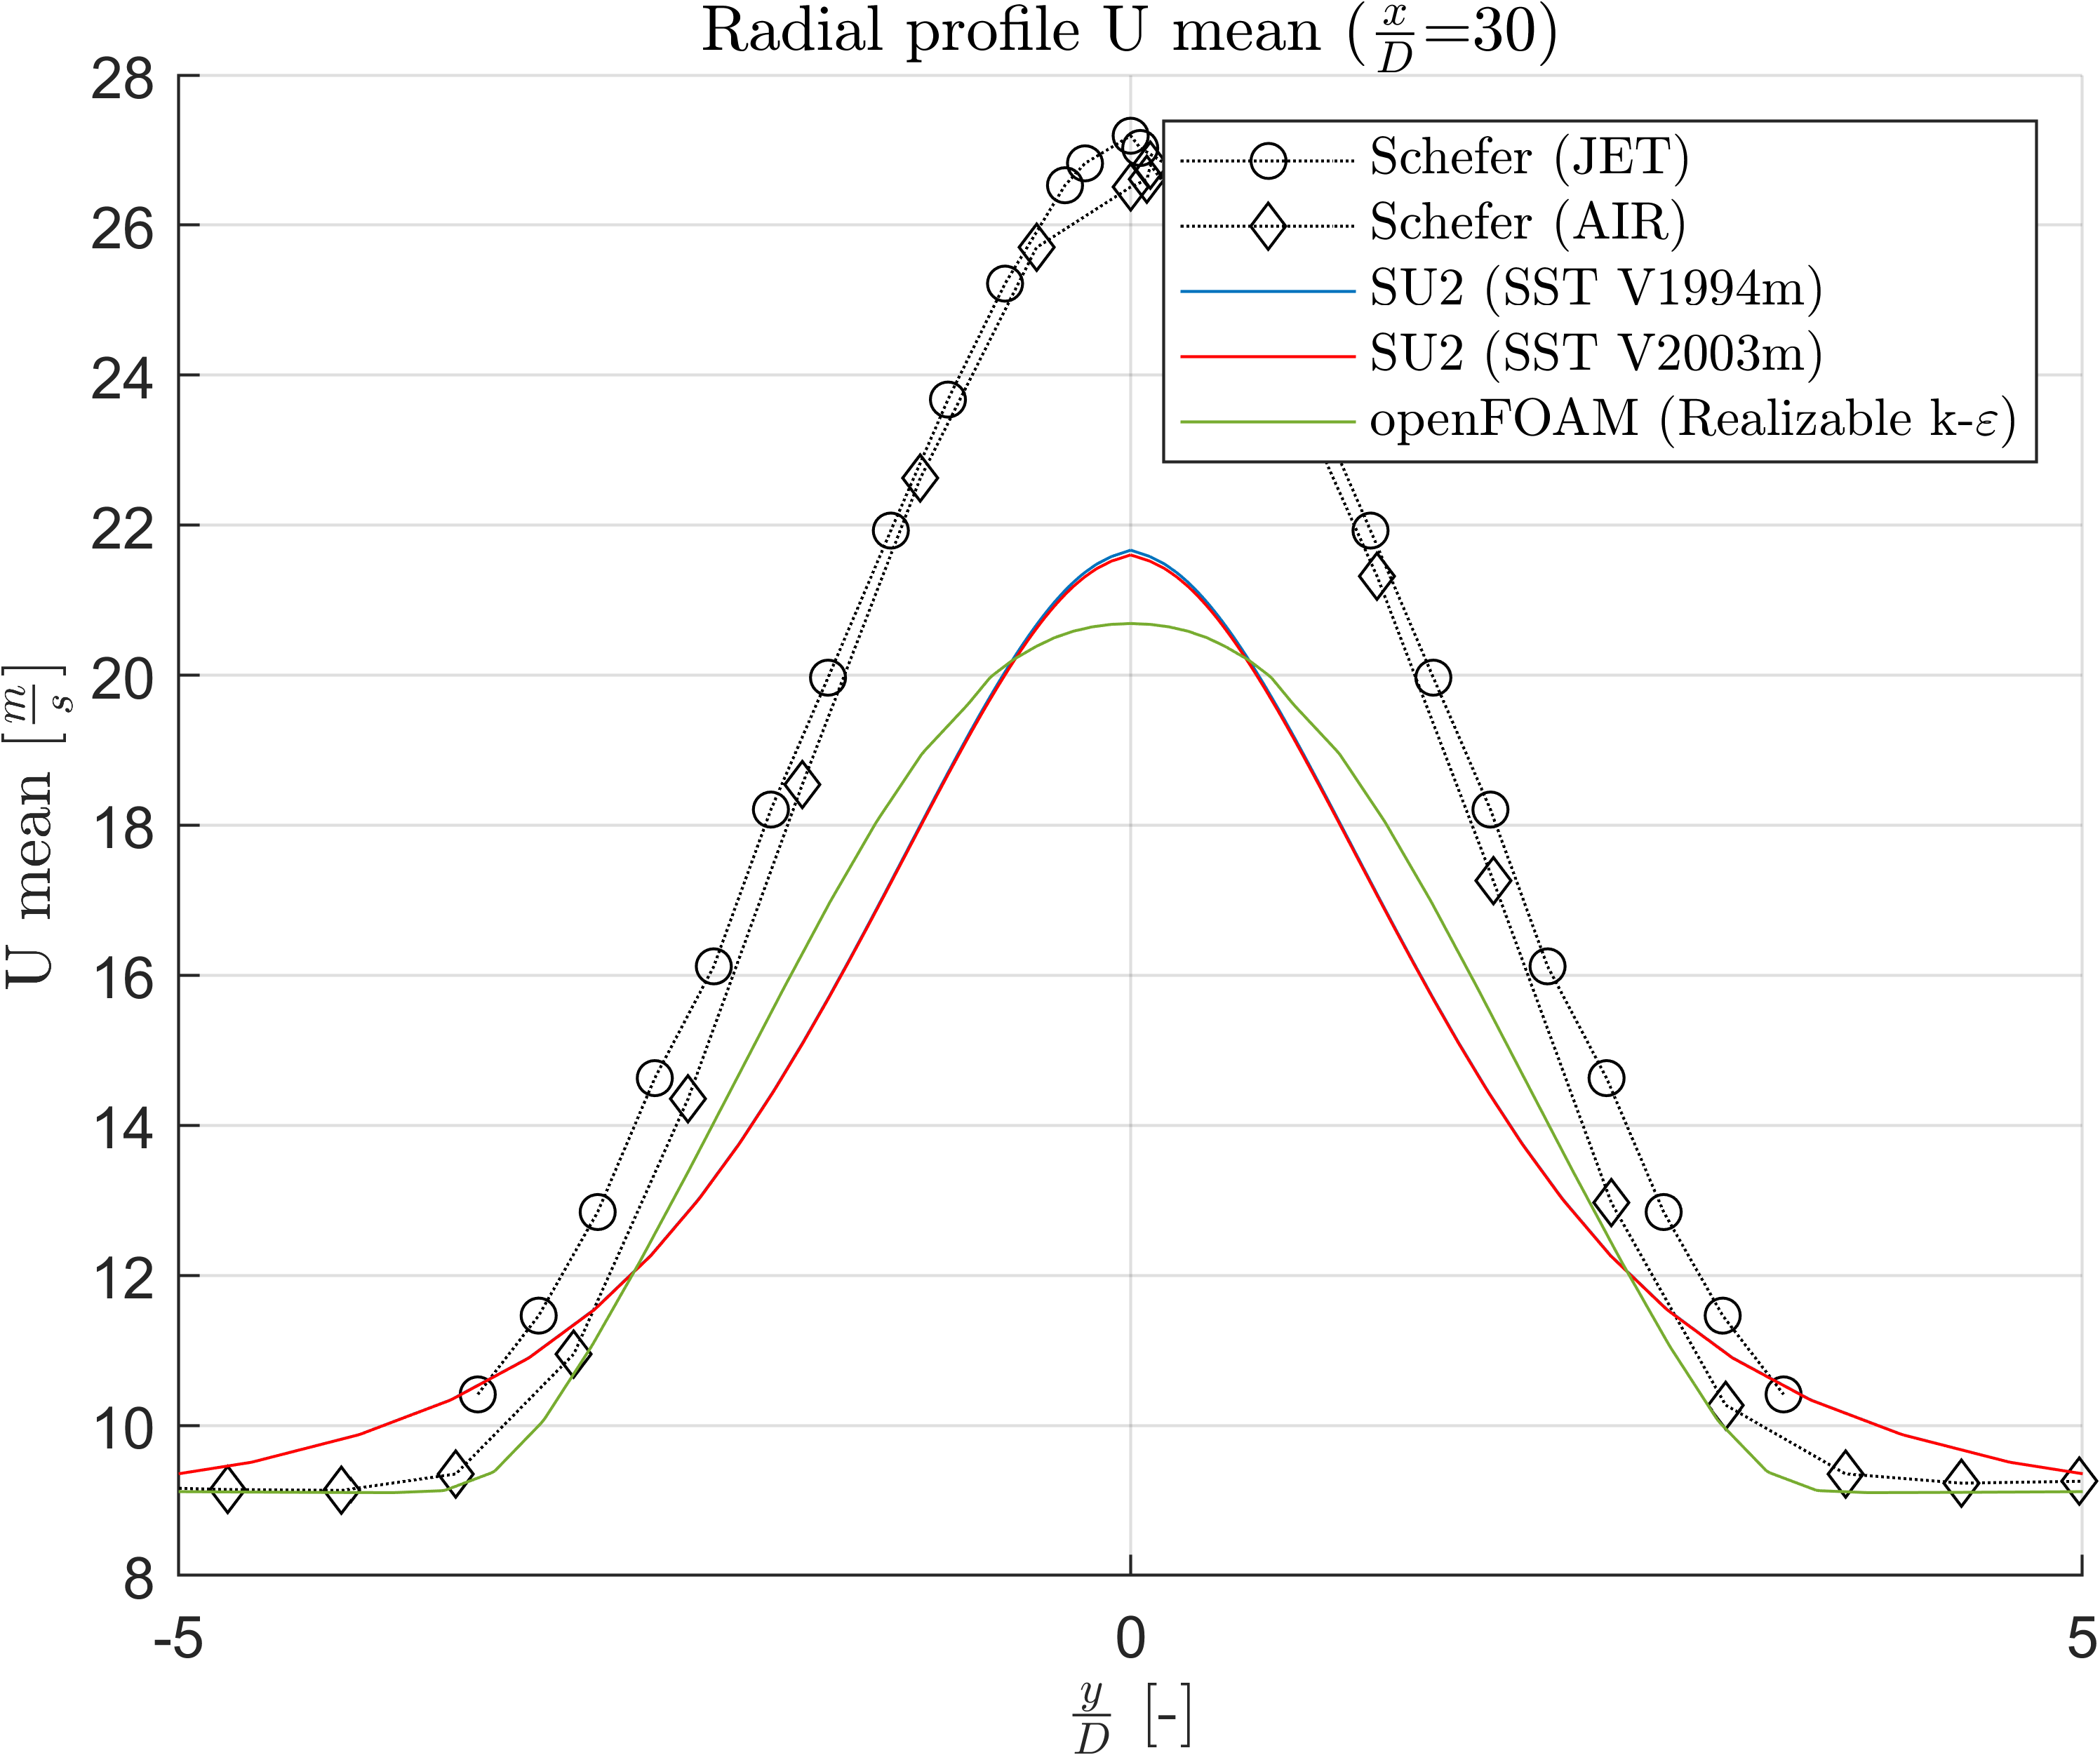 Radial profile U mean (x/D=30)
28
26
24
22
20
18
16
14
12
10
8
U mean [m/s]
Schefer (JET)
Schefer (AIR)
SU2 (SST V1994m)
SU2 (SST V2003m)
openFOAM (Realizable k-ε)
-5 0 5
y/D [-]